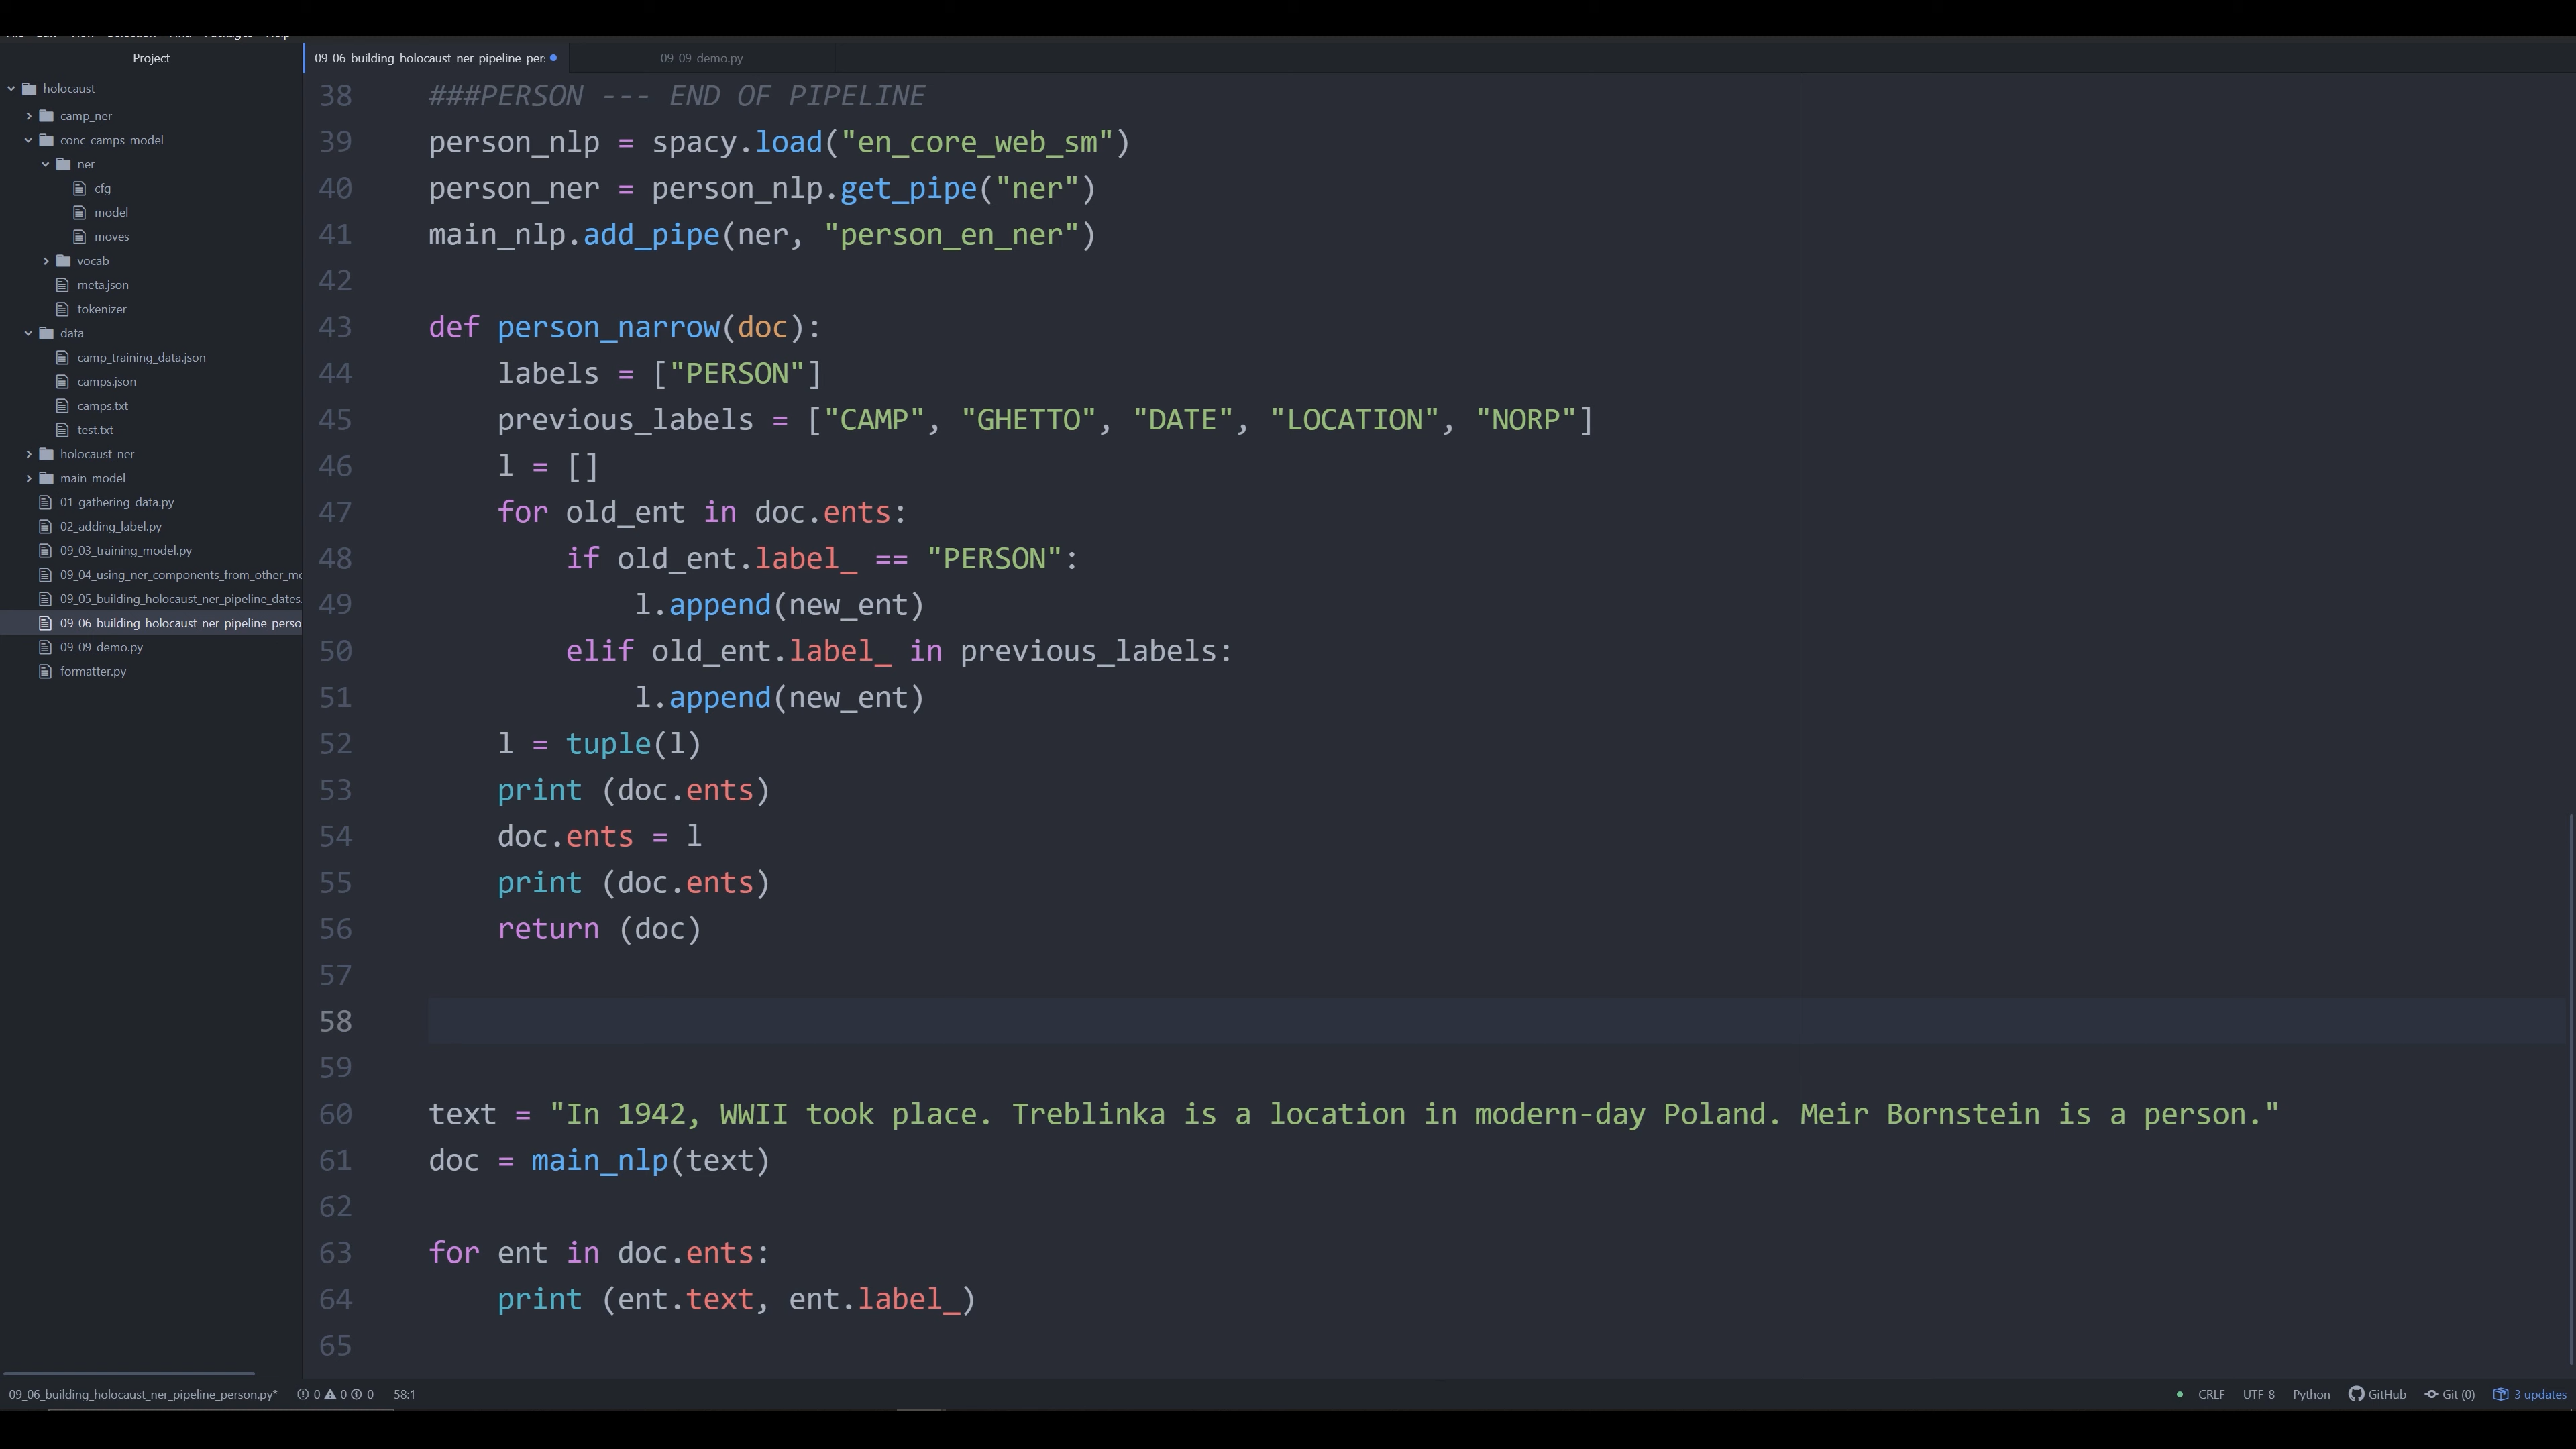 Project
09_06_building_holocaust_ner_pipeline_per:
09_09_demo.py
holocaust
camp_ner
conc_camps_model
ner
cfg
model
moves
vocab
meta.json
tokenizer
data
camp_training_data.json
camps.json
camps.txt
test.txt
holocaust_ner
main_model
01_gathering_data.py
02_adding_label.py
09_03_training_model.py
09_04_using_ner_components_from_other_mo
09_05_building_holocaust_ner_pipeline_dates.
09_06_building_holocaust_ner_pipeline_perso
09_09_demo.py
formatter.py
38 ###PERSON --- END OF PIPELINE
39 person_nlp = spacy.load("en_core_web_sm")
40 person_ner = person_nlp.get_pipe("ner")
41 main_nlp.add_pipe(ner, "person_en_ner")
42
43 def person_narrow(doc):
44 labels = ["PERSON"]
45 previous_labels = ["CAMP", "GHETTO", "DATE", "LOCATION", "NORP"]
46 l = []
47 for old_ent in doc.ents:
48 if old_ent.label_ == "PERSON":
49 l.append(new_ent)
50 elif old_ent.label_ in previous_labels:
51 l.append(new_ent)
52 l = tuple(l)
53 print (doc.ents)
54 doc.ents = l
55 print (doc.ents)
56 return (doc)
57
58
59
60 text = "In 1942, WWII took place. Treblinka is a location in modern-day Poland. Meir Bornstein is a person."
61 doc = main_nlp(text)
62
63 for ent in doc.ents:
64 print (ent.text, ent.label_)
65
09_06_building_holocaust_ner_pipeline_person.py* 0 0 0 58:1 CRLF UTF-8 Python GitHub Git (0) 3 updates